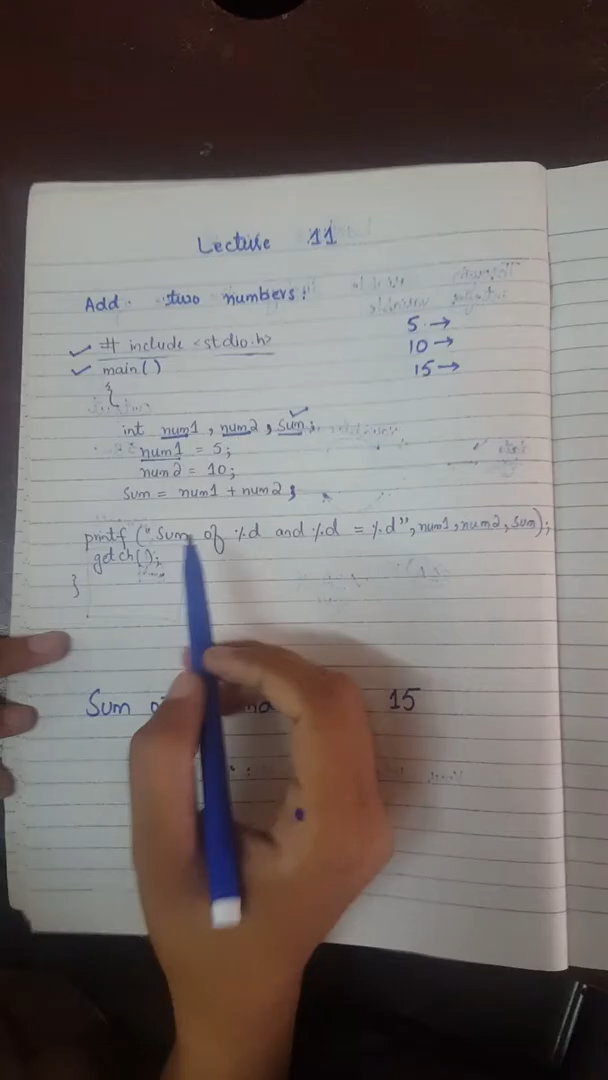 Lecture 11
Add two numbers:
5 →
# include <stdio.h>
10 →
main()
15 →
{
int num1, num2, sum;
num1 = 5;
num2 = 10;
Sum = num1 + num2;
printf ("Sum of %d and %d = %d", num1, num2, sum);
getch();
}
Sum 15